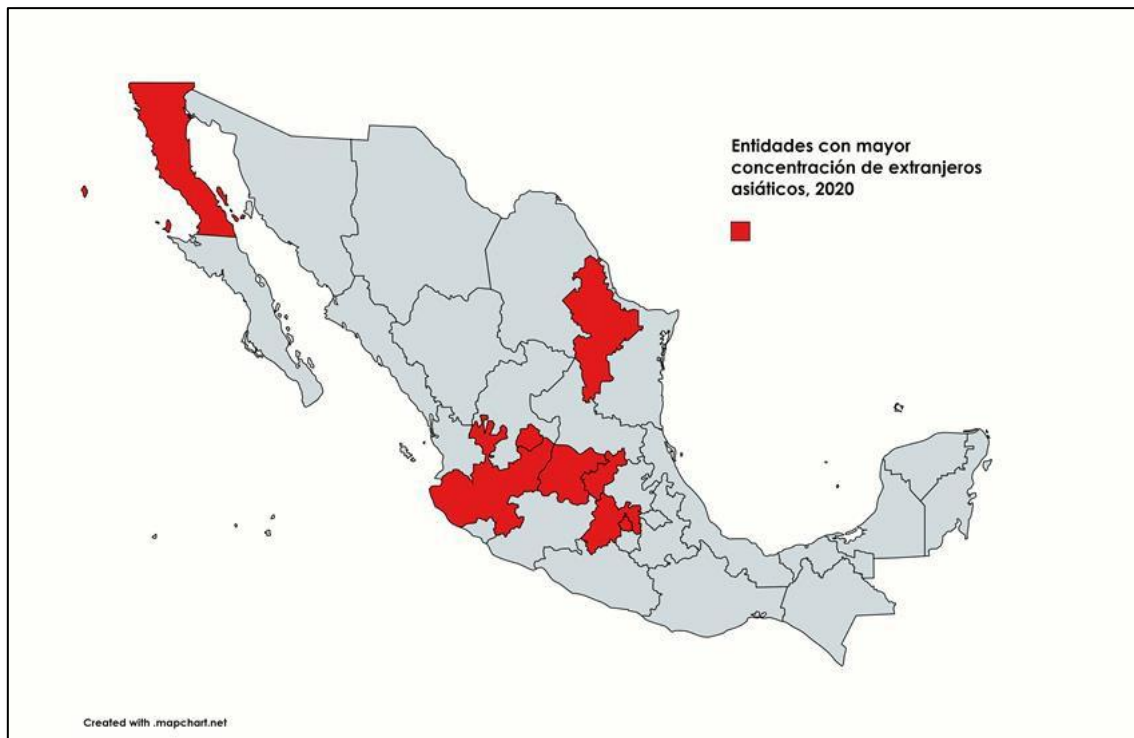 Entidades con mayor
concentración de extranjeros
asiáticos, 2020
Created with .mapchart.net